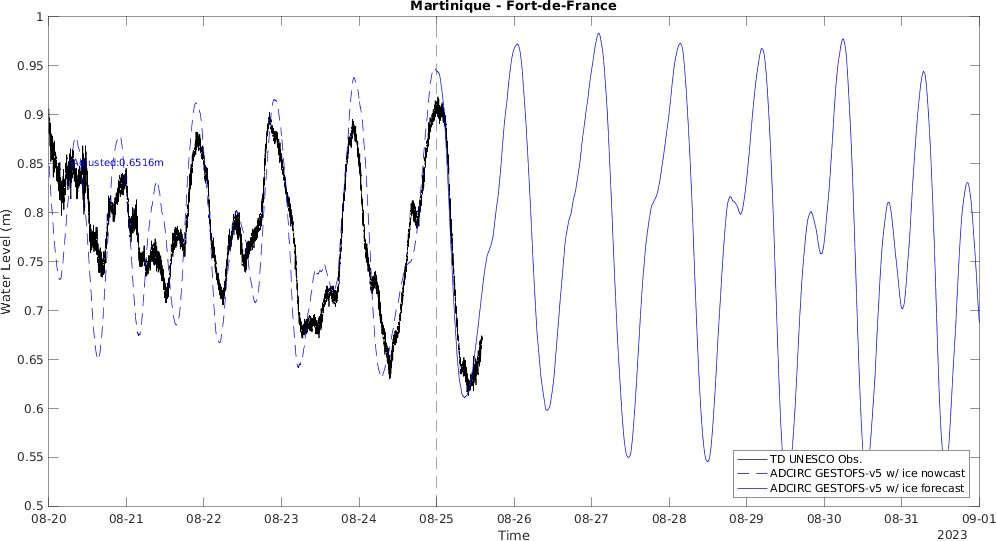 Martinique - Fort-de-France
1
0.95
0.9
0.85
0.8
0.75
0.7
0.65
0.6
0.55
0.5
Water Level (m)
Adjusted:0.6516m
TD UNESCO Obs.
ADCIRC GESTOFS-v5 w/ ice nowcast
ADCIRC GESTOFS-v5 w/ ice forecast
08-20 08-21 08-22 08-23 08-24 08-25 08-26 08-27 08-28 08-29 08-30 08-31 09-01
Time
2023